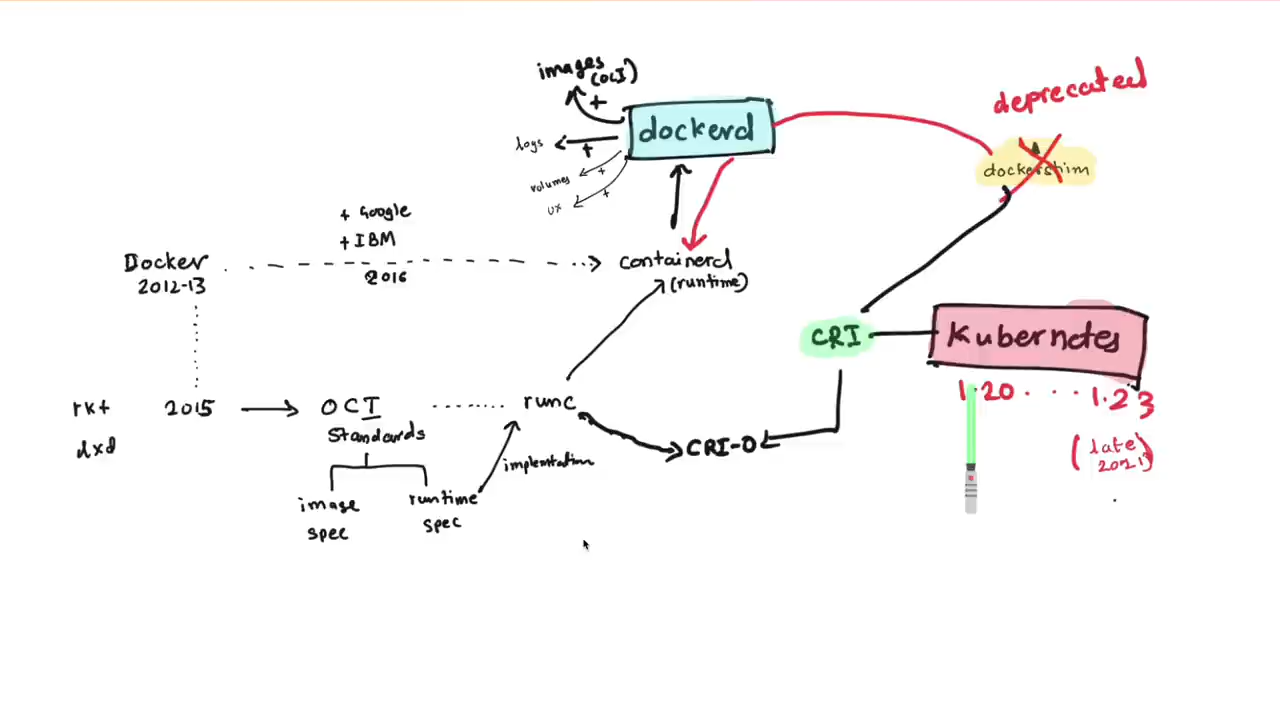 images
(OCI)
+
deprecated
dockerd
logs
+
dockershim
volumes
+
UX
+
+ Google
+ IBM
Docker
2012-13
2016
containerd
(runtime)
CRI
Kubernetes
rkt
2015
OCI
runc
1.20 . . . 1.23
lxd
Standards
CRI-O
(late
2021)
image
spec
runtime
spec